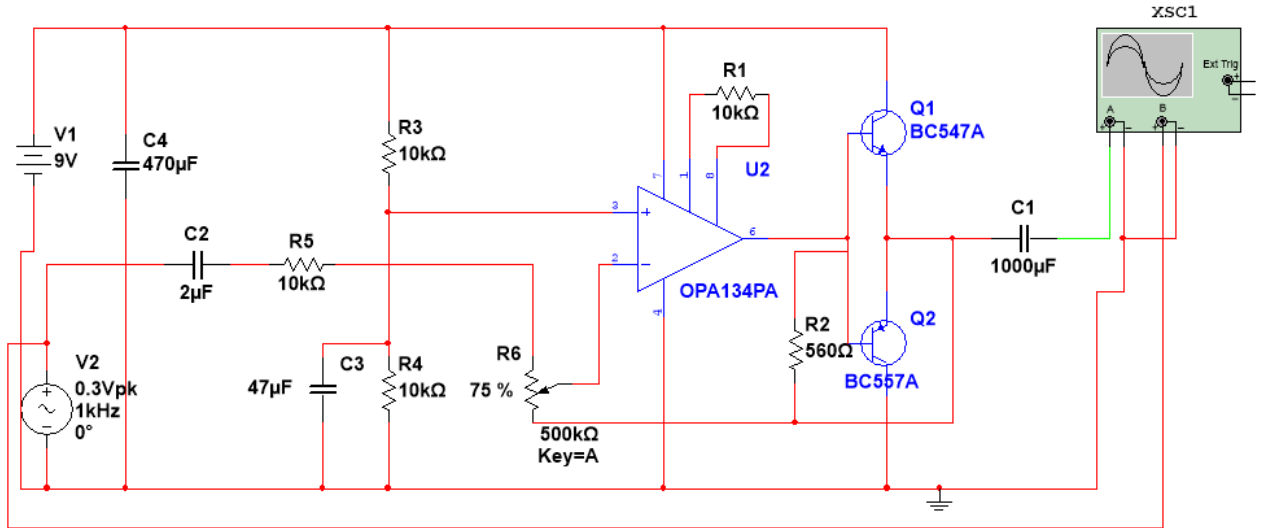 XSC1
Ext Trig
+
−
A
B
+
−
+
−
V1
9V
C4
470µF
R3
10kΩ
R1
10kΩ
Q1
BC547A
U2
7
1
8
3
+
6
2
−
4
OPA134PA
C2
2µF
R5
10kΩ
C1
1000µF
V2
0.3Vpk
1kHz
0°
+
−
C3
47µF
R4
10kΩ
R6
75 %
500kΩ
Key=A
R2
560Ω
Q2
BC557A